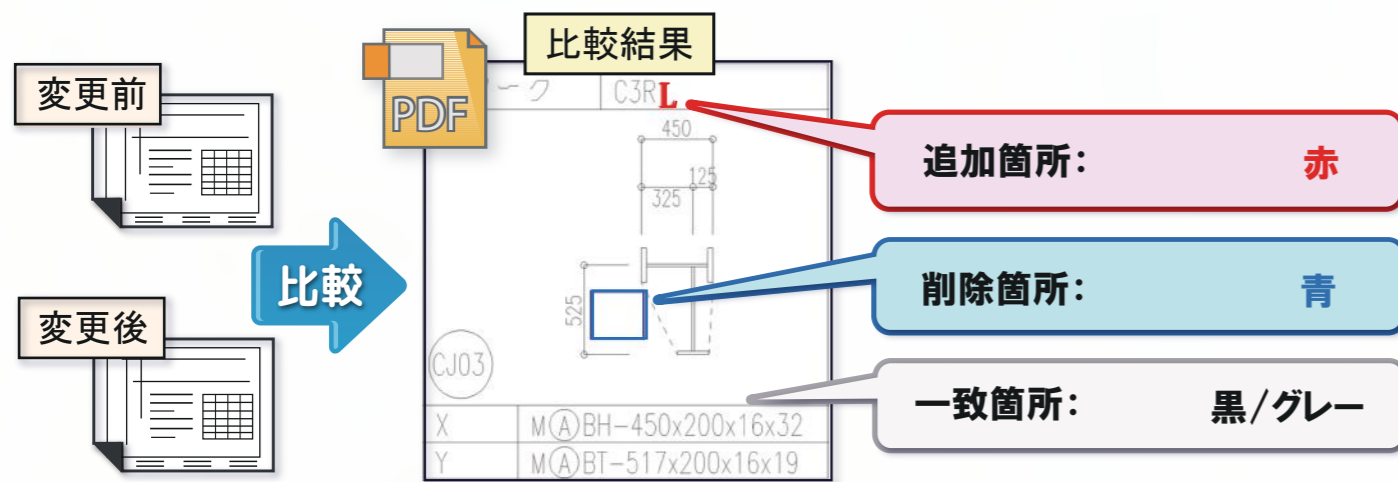 変更前
変更後
比較
PDF
比較結果
ーク C3RL
450
125
325
525
CJ03
X MⒶBH-450x200x16x32
Y MⒶBT-517x200x16x19
追加箇所: 赤
削除箇所: 青
一致箇所: 黒/グレー